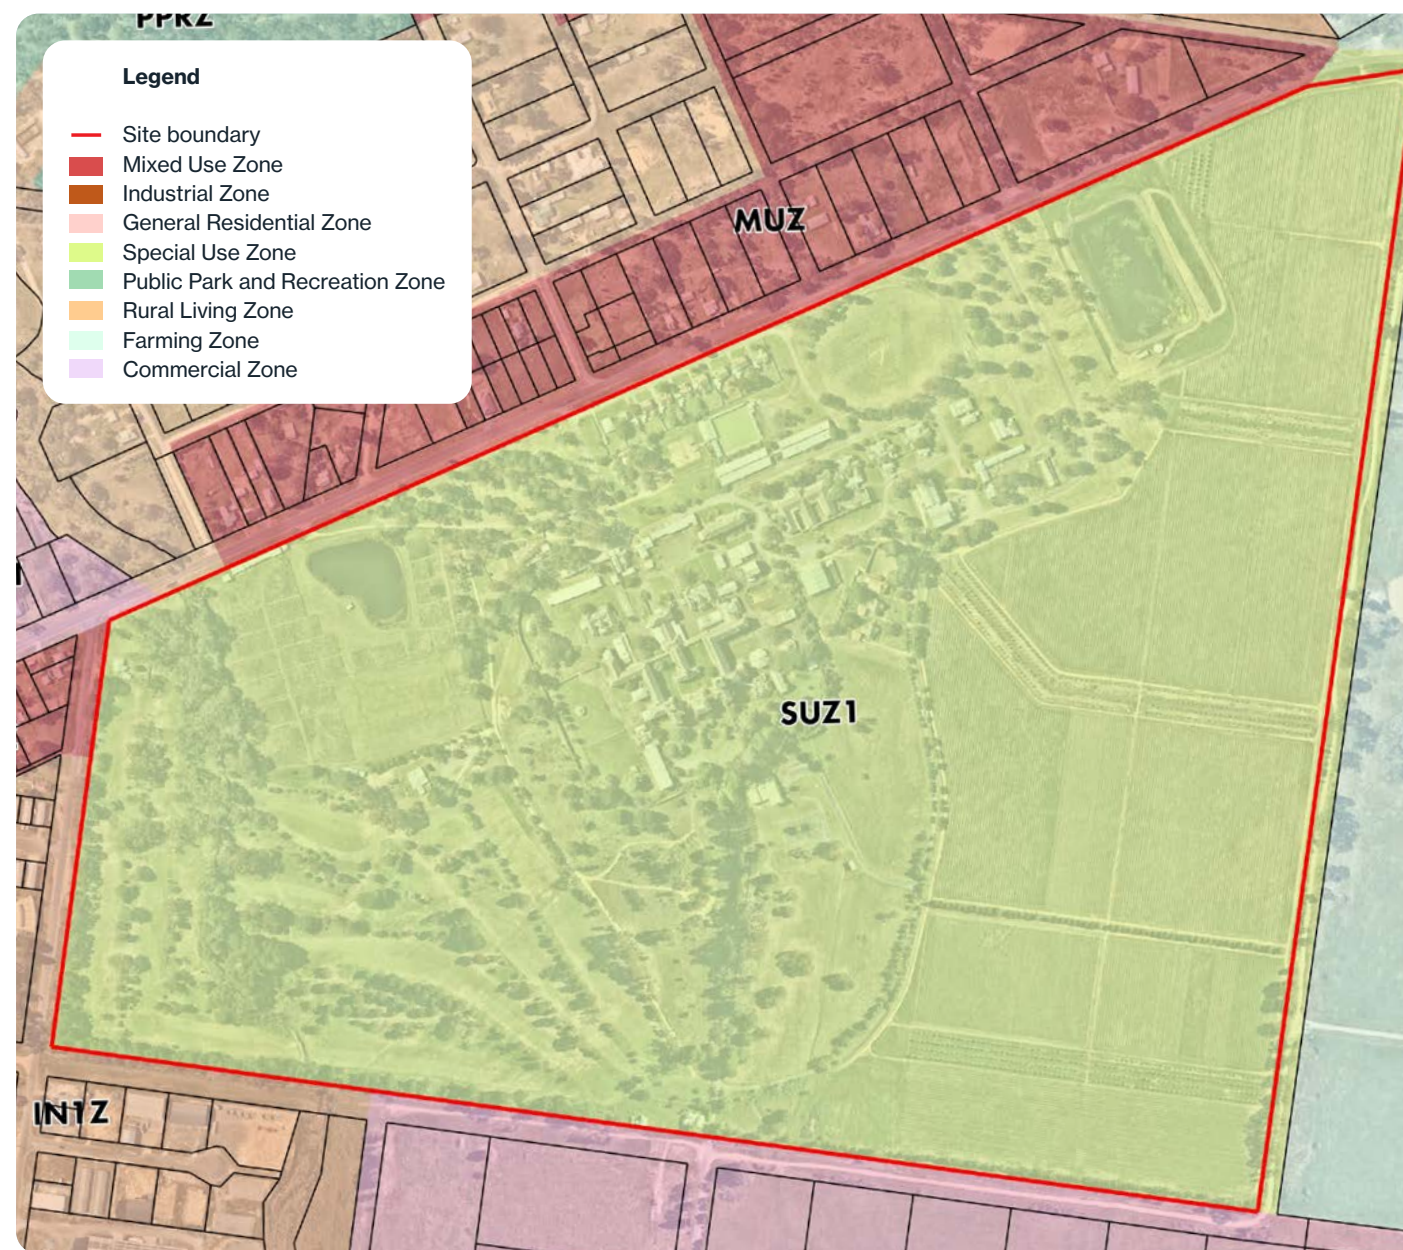 PPRZ
Legend
Site boundary
Mixed Use Zone
Industrial Zone
General Residential Zone
Special Use Zone
Public Park and Recreation Zone
Rural Living Zone
Farming Zone
Commercial Zone
MUZ
SUZ1
IN1Z